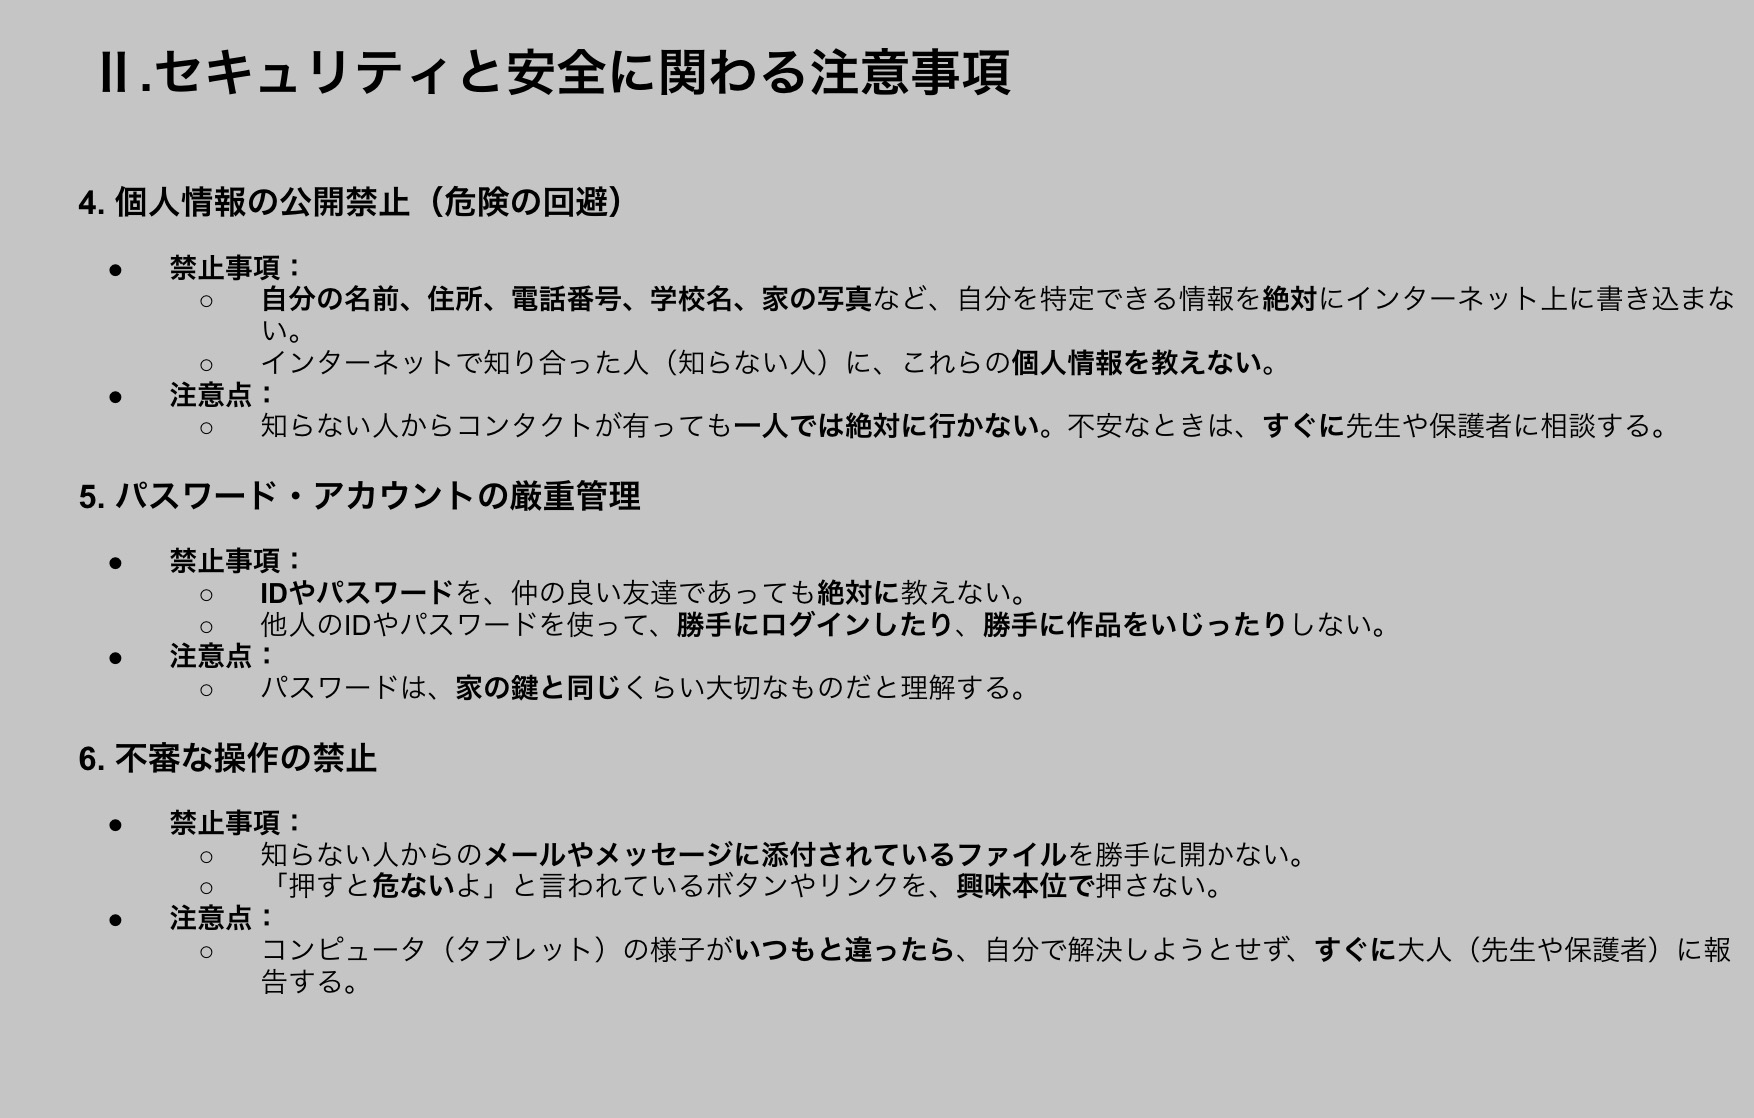 Ⅱ.セキュリティと安全に関わる注意事項
4. 個人情報の公開禁止（危険の回避）
● 禁止事項：
○ 自分の名前、住所、電話番号、学校名、家の写真など、自分を特定できる情報を絶対にインターネット上に書き込まな
い。
○ インターネットで知り合った人（知らない人）に、これらの個人情報を教えない。
● 注意点：
○ 知らない人からコンタクトが有っても一人では絶対に行かない。不安なときは、すぐに先生や保護者に相談する。
5. パスワード・アカウントの厳重管理
● 禁止事項：
○ IDやパスワードを、仲の良い友達であっても絶対に教えない。
○ 他人のIDやパスワードを使って、勝手にログインしたり、勝手に作品をいじったりしない。
● 注意点：
○ パスワードは、家の鍵と同じくらい大切なものだと理解する。
6. 不審な操作の禁止
● 禁止事項：
○ 知らない人からのメールやメッセージに添付されているファイルを勝手に開かない。
○ 「押すと危ないよ」と言われているボタンやリンクを、興味本位で押さない。
● 注意点：
○ コンピュータ（タブレット）の様子がいつもと違ったら、自分で解決しようとせず、すぐに大人（先生や保護者）に報
告する。